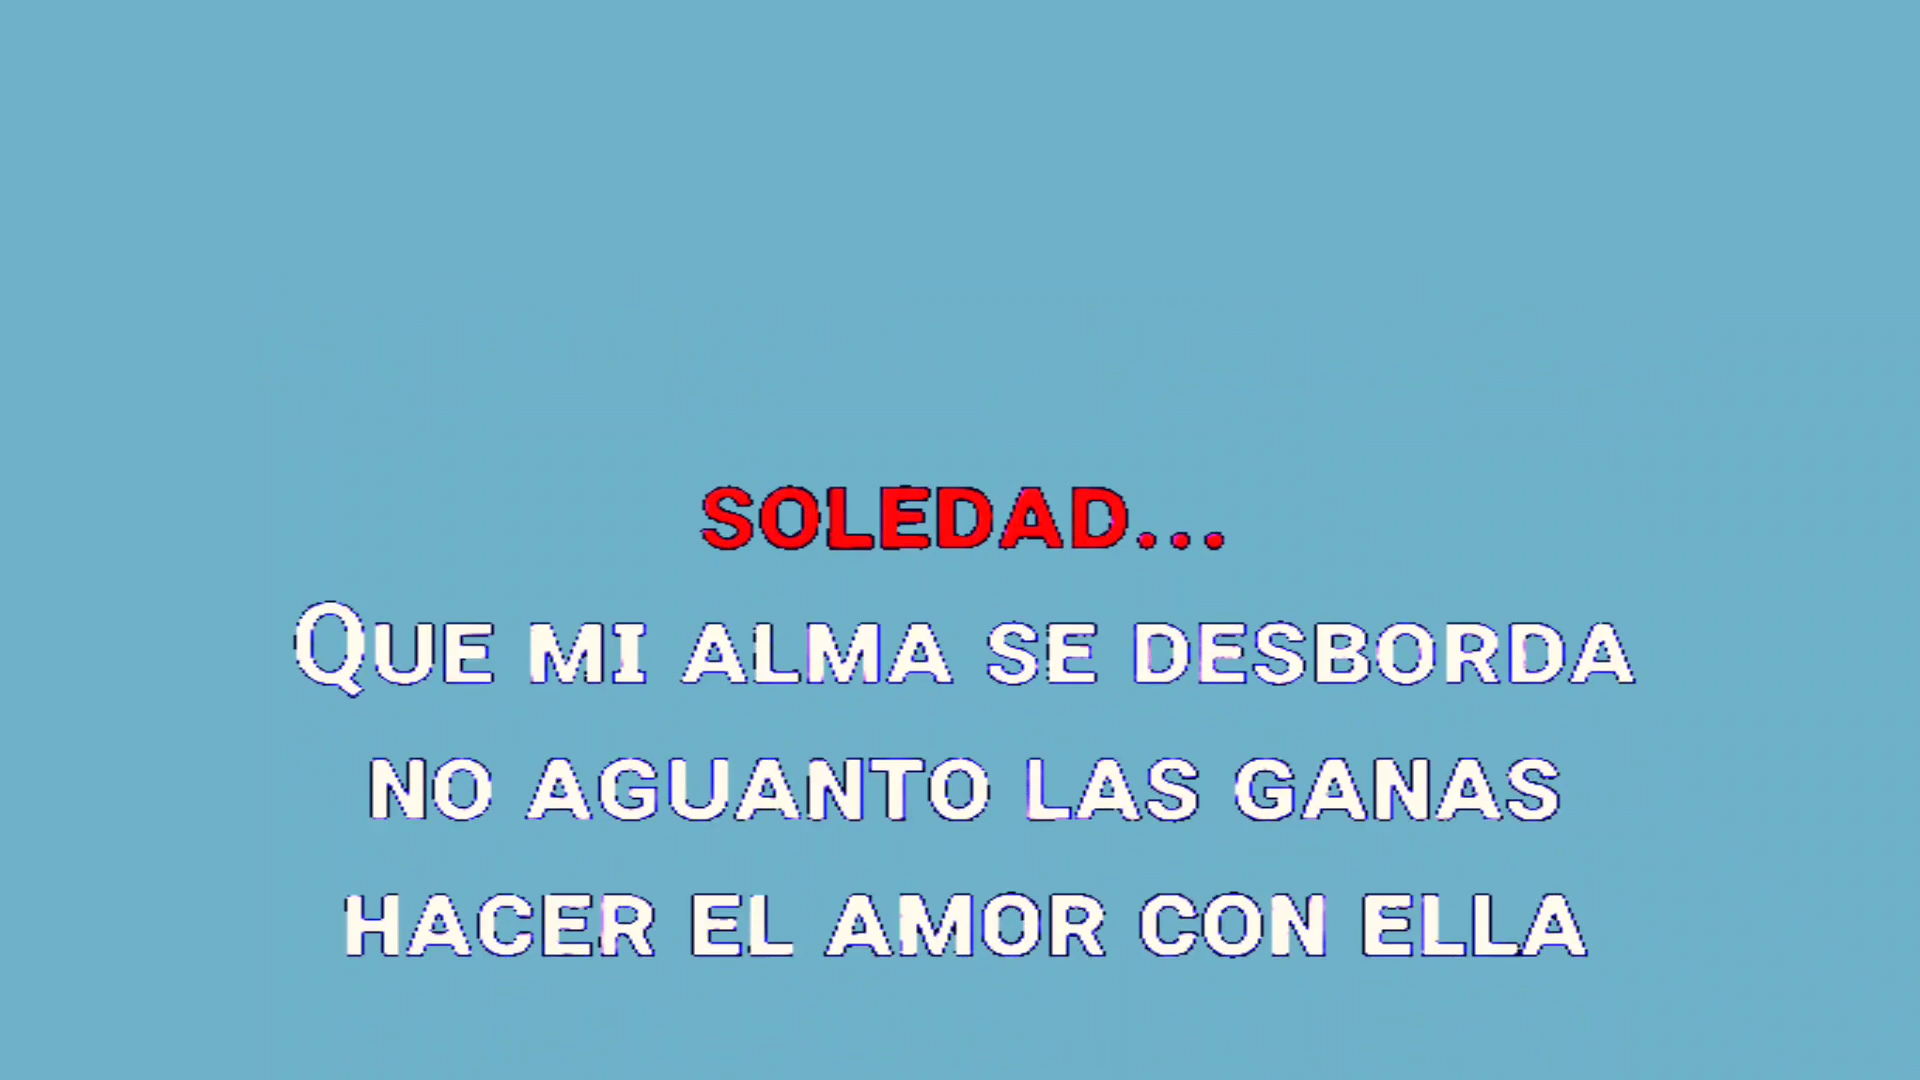 SOLEDAD...
QUE MI ALMA SE DESBORDA
NO AGUANTO LAS GANAS
HACER EL AMOR CON ELLA